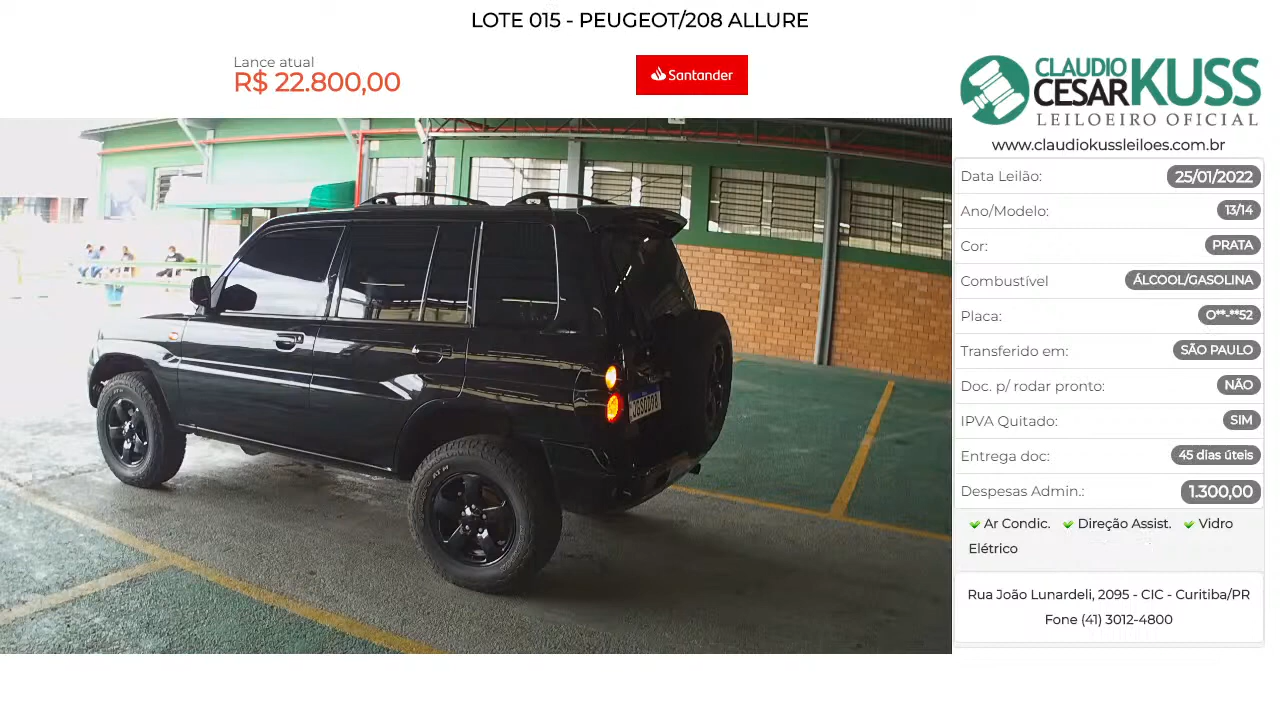 LOTE 015 - PEUGEOT/208 ALLURE
Lance atual
R$ 22.800,00
Santander
CLAUDIO
CESAR
KUSS
LEILOEIRO OFICIAL
www.claudiokussleiloes.com.br
Data Leilão: 25/01/2022
Ano/Modelo: 13/14
Cor: PRATA
Combustível ÁLCOOL/GASOLINA
Placa: O**-**52
Transferido em: SÃO PAULO
Doc. p/ rodar pronto: NÃO
IPVA Quitado: SIM
Entrega doc: 45 dias úteis
Despesas Admin.: 1.300,00
Ar Condic. Direção Assist. Vidro
Elétrico
Rua João Lunardeli, 2095 - CIC - Curitiba/PR
Fone (41) 3012-4800